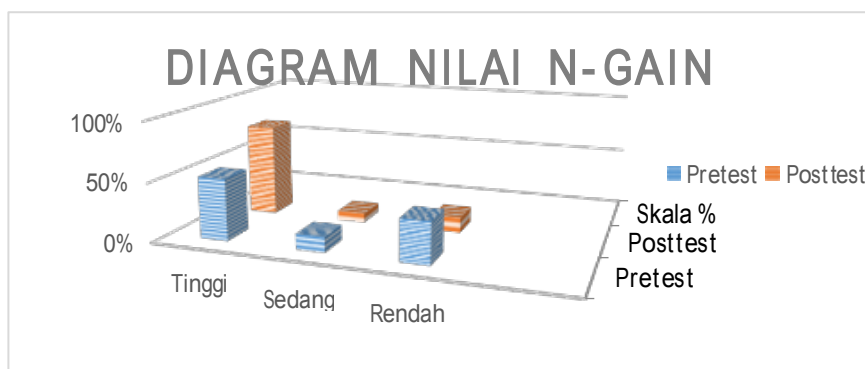 DIAGRAM NILAI N-GAIN
100%
50%
0%
Tinggi
Sedang
Rendah
Pretest Posttest
Skala %
Posttest
Pretest